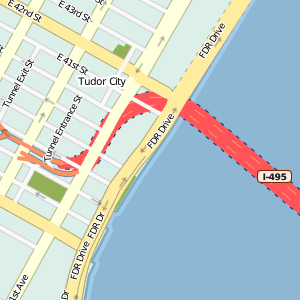 E 42nd St
E 43rd St
FDR Drive
E 41st St
Tudor City
Tunnel Exit St
Tunnel Entrance St
FDR Drive
I-495
FDR Dr
FDR Drive
1st Ave
Dr